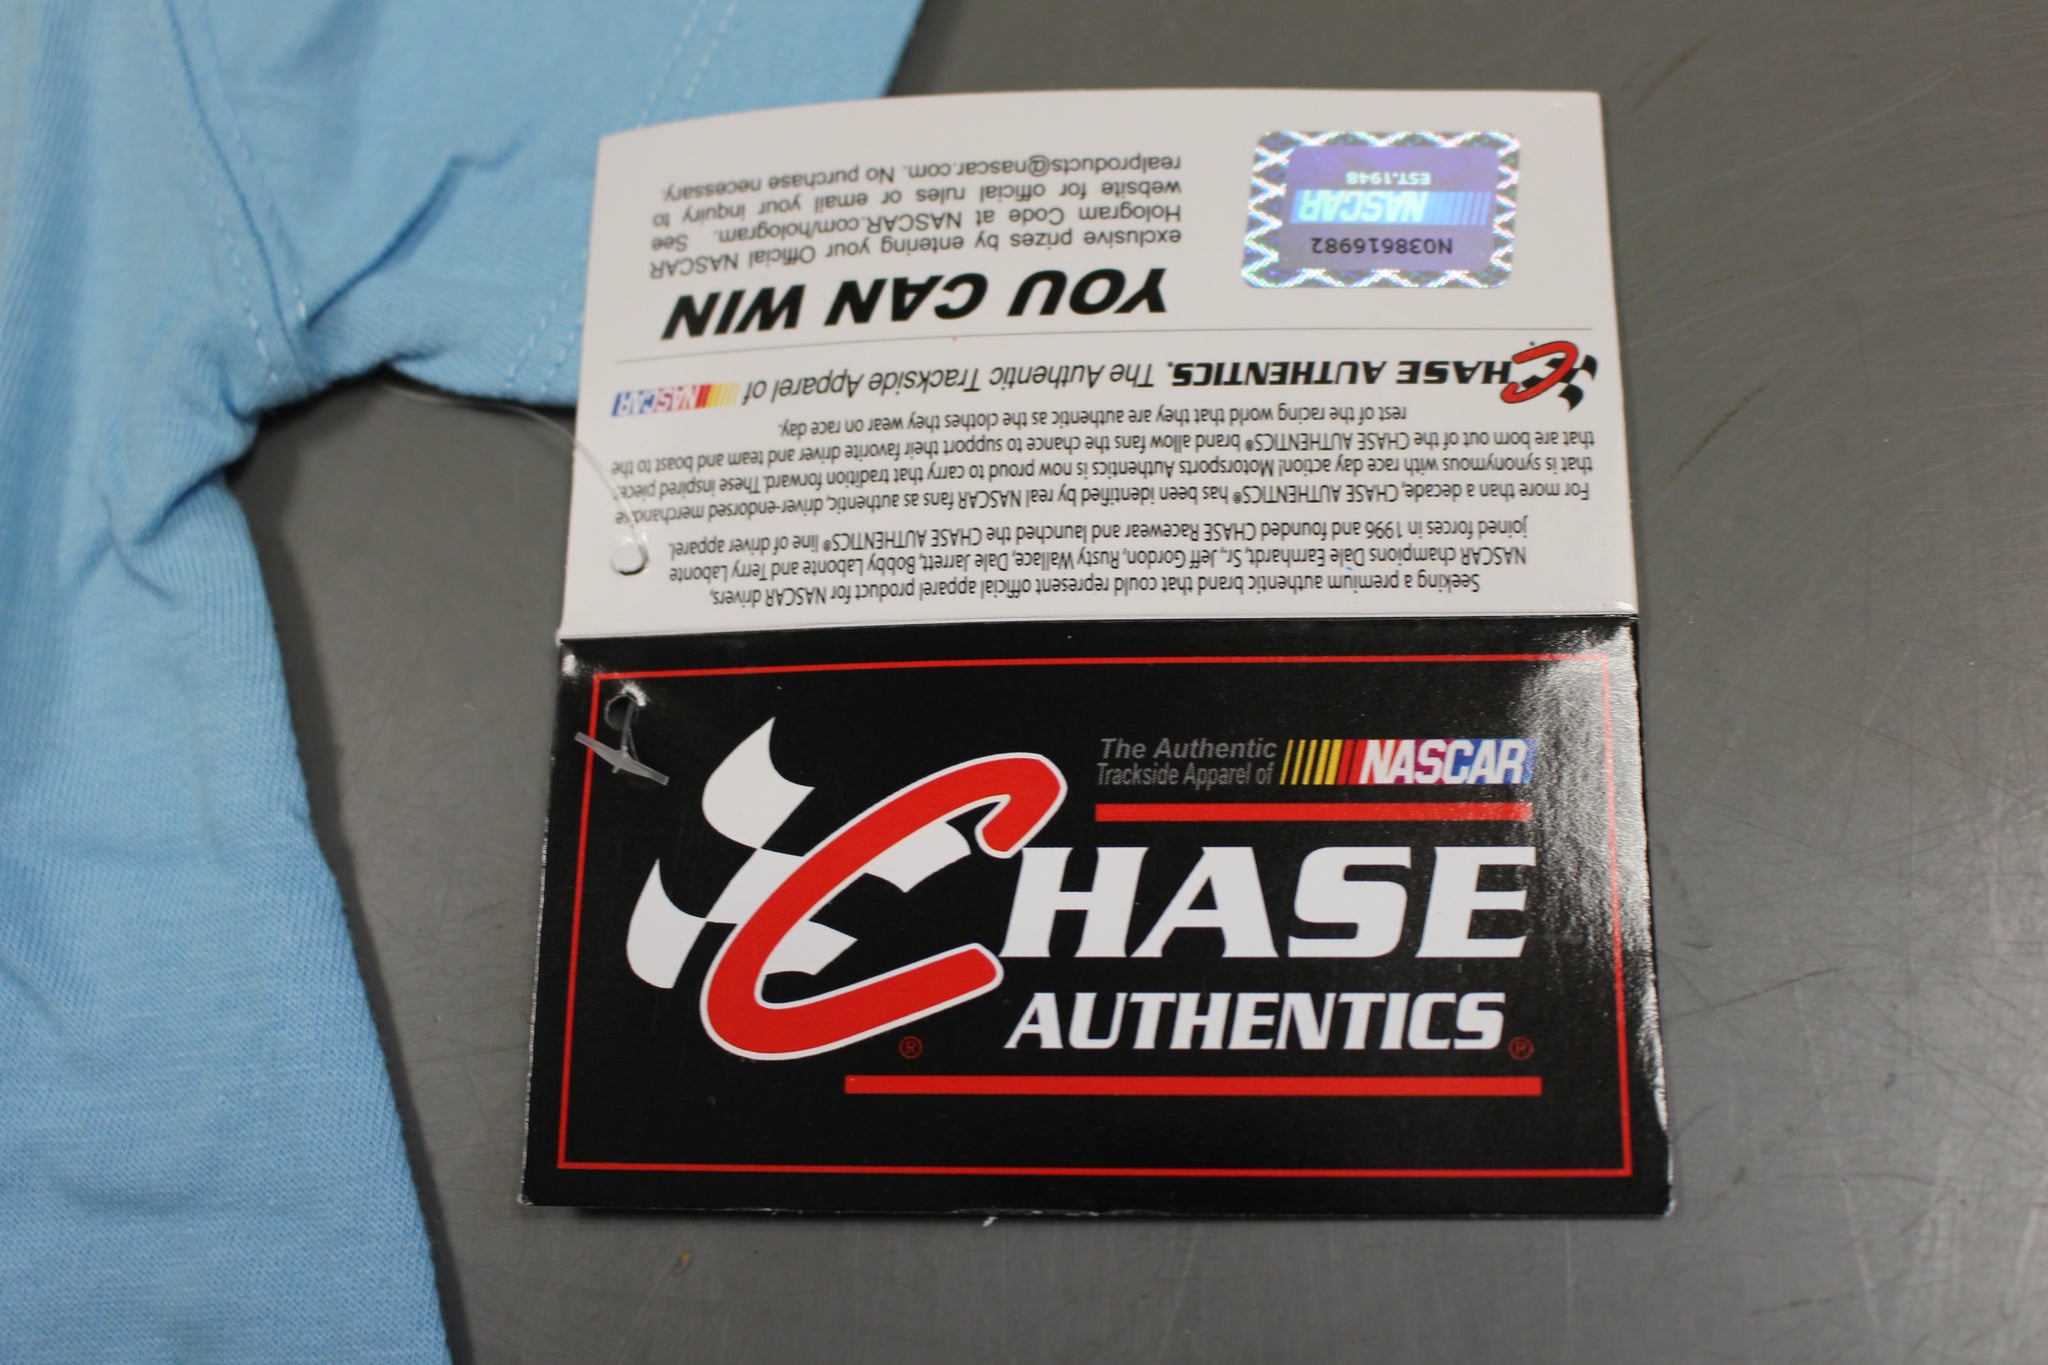 Seeking a premium authentic brand that could represent official apparel product for NASCAR drivers,
NASCAR champions Dale Earnhardt, Sr., Jeff Gordon, Rusty Wallace, Dale Jarrett, Bobby Labonte and Terry Labonte
joined forces in 1996 and founded CHASE Racewear and launched the CHASE AUTHENTICS® line of driver apparel.
For more than a decade, CHASE AUTHENTICS® has been identified by real NASCAR fans as authentic, driver-endorsed merchandise
that is synonymous with race day action! Motorsports Authentics is now proud to carry that tradition forward. These inspired pieces
that are born out of the CHASE AUTHENTICS® brand allow fans the chance to support their favorite driver and team and boast to the
rest of the racing world that they are authentic as the clothes they wear on race day.
CHASE AUTHENTICS. The Authentic Trackside Apparel of NASCAR
YOU CAN WIN
exclusive prizes by entering your Official NASCAR
Hologram Code at NASCAR.com/hologram. See
website for official rules or email your inquiry to
realproducts@nascar.com. No purchase necessary.
N038616982
NASCAR
EST.1948
The Authentic
Trackside Apparel of NASCAR
CHASE
AUTHENTICS®
®